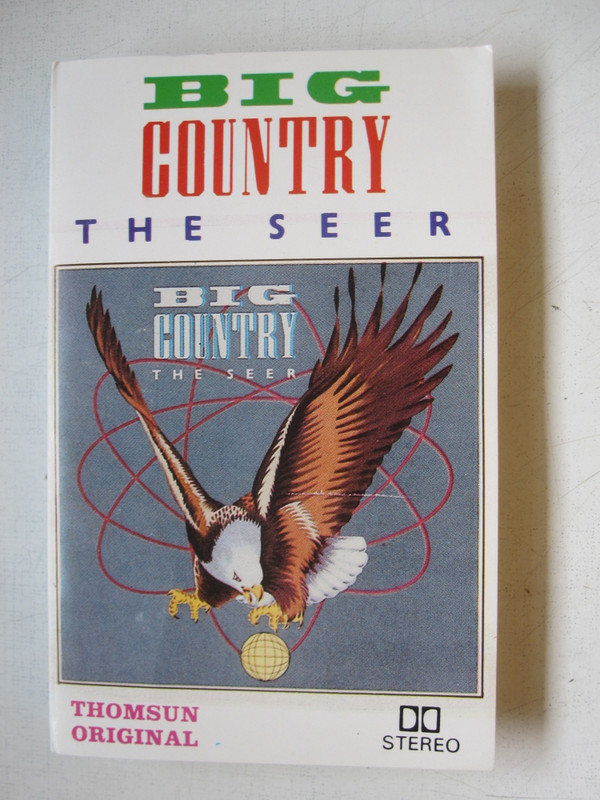 BIG
COUNTRY
THE SEER
BIG
COUNTRY
THE SEER
THOMSUN
ORIGINAL
STEREO